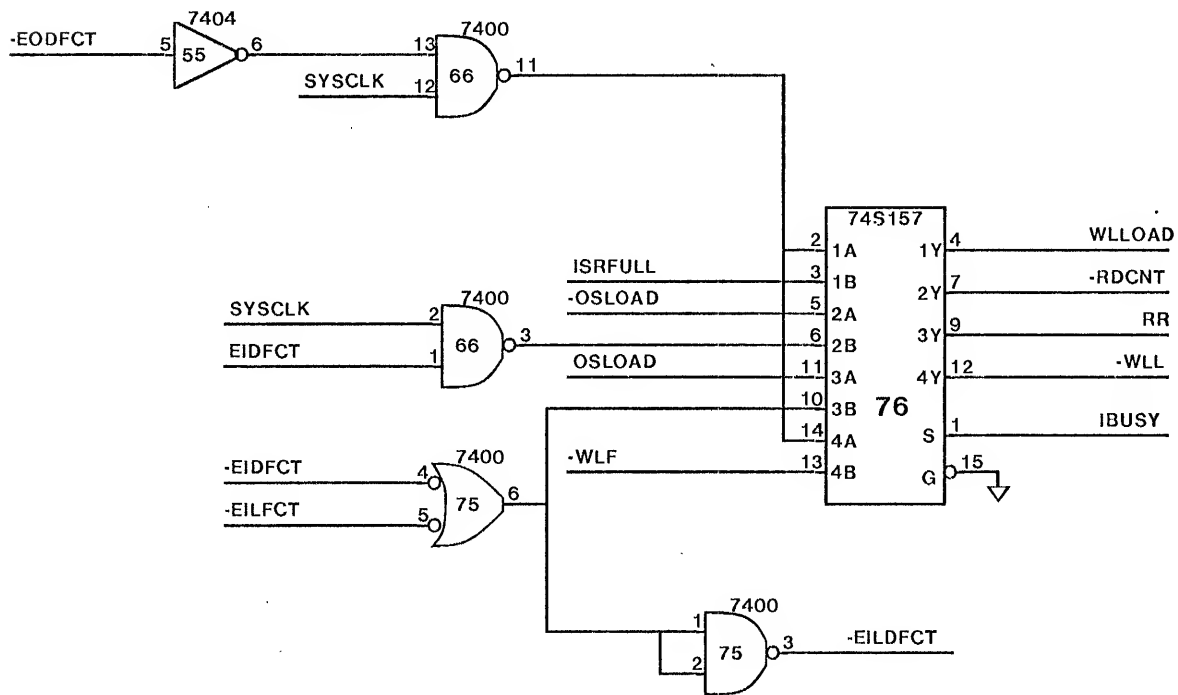 7404
-EODFCT 5 55 6
7400
13 66 11
SYSCLK 12
74S157
2 1A 1Y 4 WLLOAD
ISRFULL 3 1B
-OSLOAD 5 2A 2Y 7 -RDCNT
SYSCLK 2 7400
EIDFCT 1 66 3
6 2B 3Y 9 RR
OSLOAD 11 3A 4Y 12 -WLL
10 3B 76
14 4A S 1 IBUSY
-WLF 13 4B G 15
7400
-EIDFCT 4 75 6
-EILFCT 5
7400
1 75 3 -EILDFCT
2